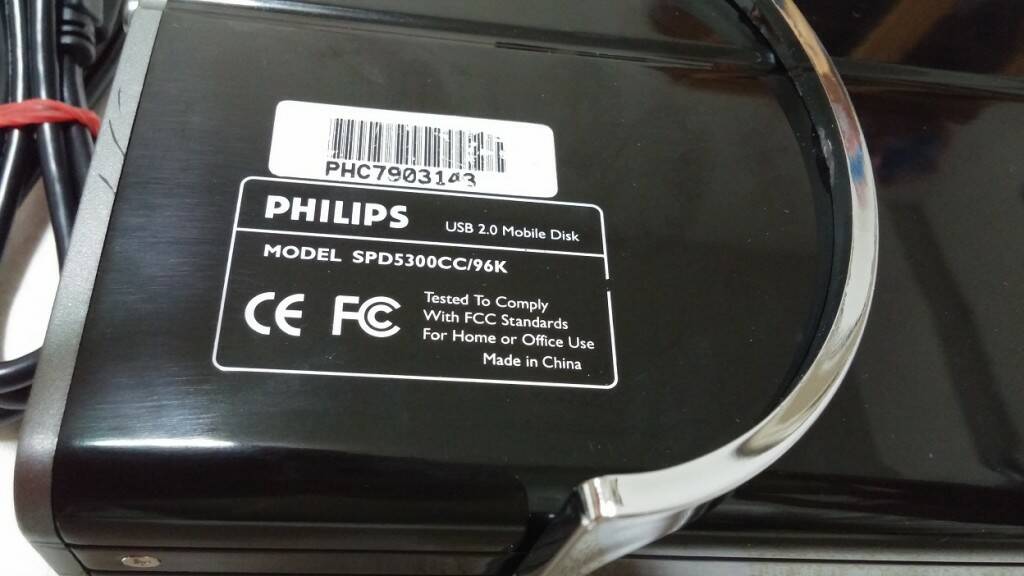 PHC7903143
PHILIPS USB 2.0 Mobile Disk
MODEL SPD5300CC/96K
CE FC Tested To Comply
With FCC Standards
For Home or Office Use
Made in China